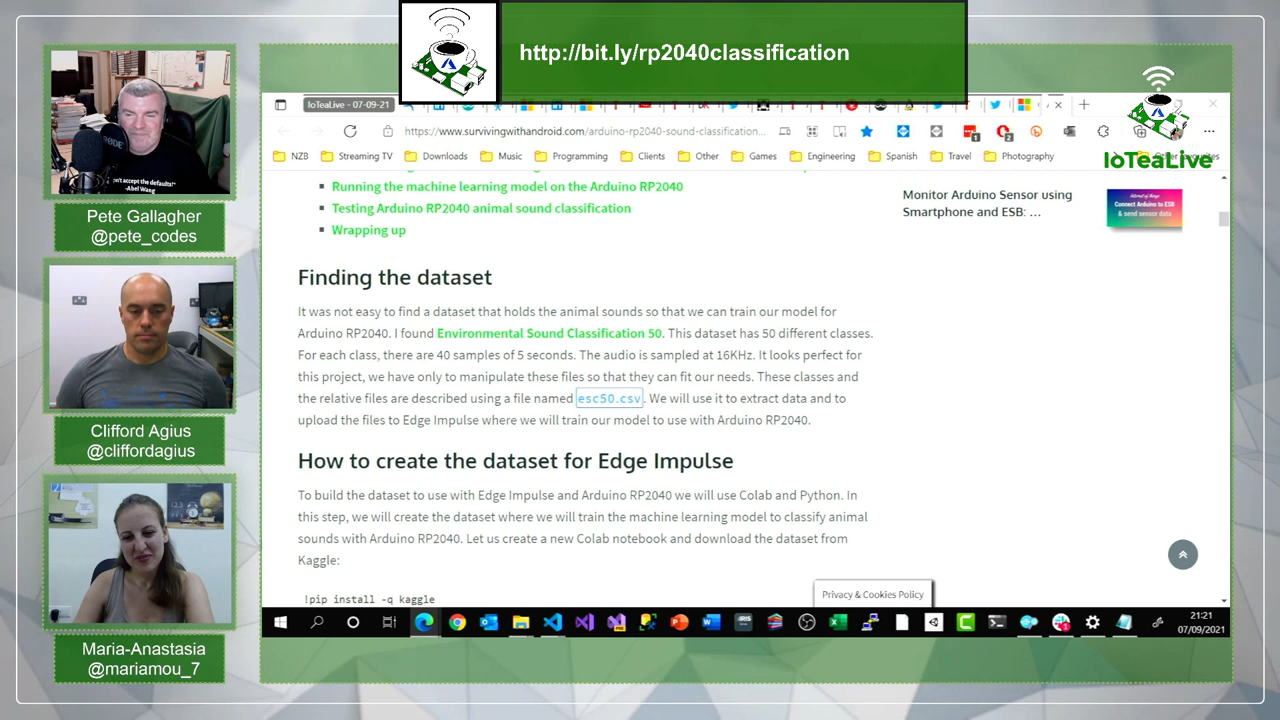 http://bit.ly/rp2040classification
IoTeaLive - 07-09-21
https://www.survivingwithandroid.com/arduino-rp2040-sound-classification...
NZB
Streaming TV
Downloads
Music
Programming
Clients
Other
Games
Engineering
Spanish
Travel
Photography
IoTeaLive
Running the machine learning model on the Arduino RP2040
Testing Arduino RP2040 animal sound classification
Wrapping up
Monitor Arduino Sensor using
Smartphone and ESB: ...
Connect Arduino to ESB
& send sensor data
Finding the dataset
It was not easy to find a dataset that holds the animal sounds so that we can train our model for
Arduino RP2040. I found Environmental Sound Classification 50. This dataset has 50 different classes.
For each class, there are 40 samples of 5 seconds. The audio is sampled at 16KHz. It looks perfect for
this project, we have only to manipulate these files so that they can fit our needs. These classes and
the relative files are described using a file named esc50.csv. We will use it to extract data and to
upload the files to Edge Impulse where we will train our model to use with Arduino RP2040.
How to create the dataset for Edge Impulse
To build the dataset to use with Edge Impulse and Arduino RP2040 we will use Colab and Python. In
this step, we will create the dataset where we will train the machine learning model to classify animal
sounds with Arduino RP2040. Let us create a new Colab notebook and download the dataset from
Kaggle:
!pip install -q kaggle
Privacy & Cookies Policy
21:21
07/09/2021
-Abel Wang
Pete Gallagher
@pete_codes
Clifford Agius
@cliffordagius
Maria-Anastasia
@mariamou_7